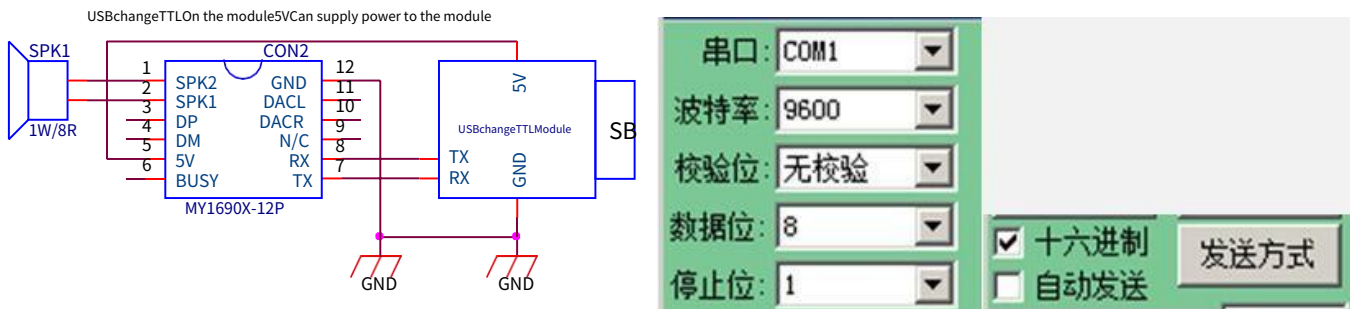 USBchangeTTLOn the module5VCan supply power to the module
SPK1
1W/8R
CON2
1
2
3
4
5
6
SPK2
SPK1
DP
DM
5V
BUSY
GND
DACL
DACR
N/C
RX
TX
12
11
10
9
8
7
MY1690X-12P
5V
USBchangeTTLModule
TX
RX
GND
SB
GND
GND
串口: COM1
波特率: 9600
校验位: 无校验
数据位: 8
停止位: 1
十六进制
自动发送
发送方式